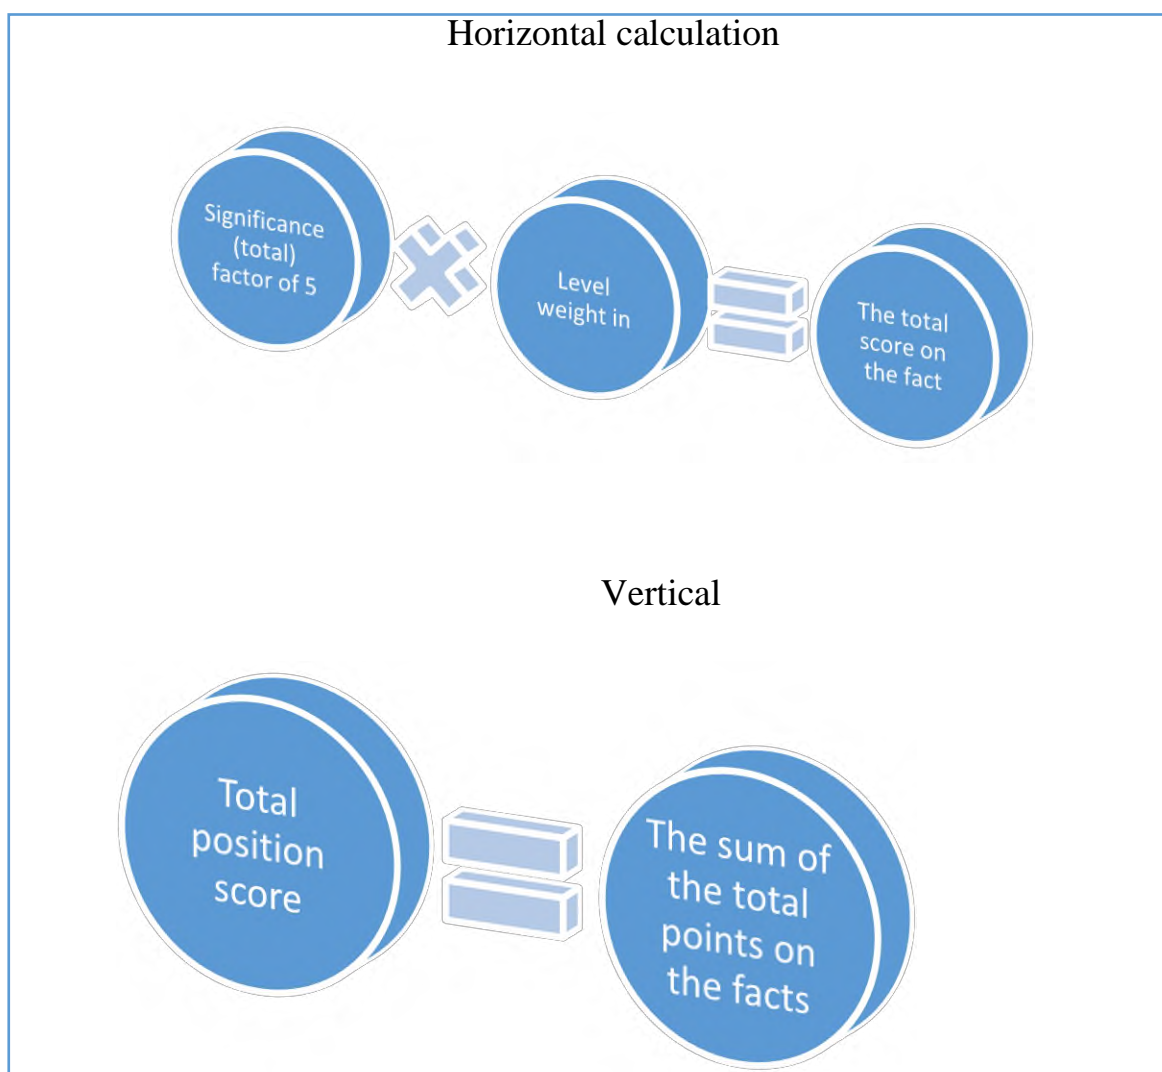 Horizontal calculation
Significance
(total)
factor of 5
Level
weight in
The total
score on
the fact
Vertical
Total
position
score
The sum of
the total
points on
the facts